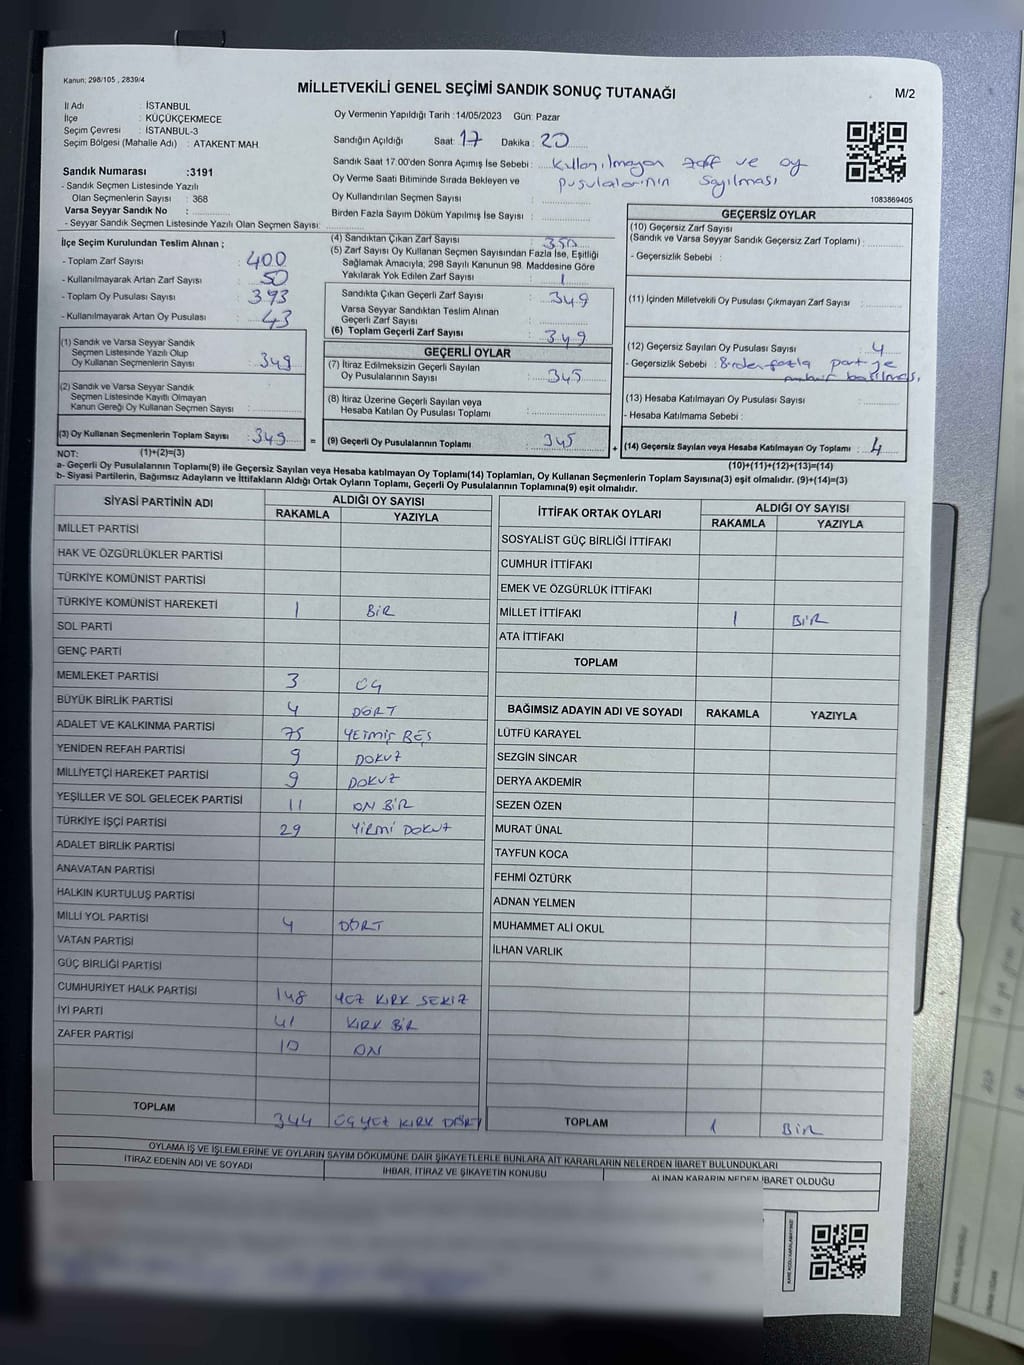 Kanun; 298/105 , 2839/4
MİLLETVEKİLİ GENEL SEÇİMİ SANDIK SONUÇ TUTANAĞI
M/2
İl Adı : İSTANBUL
İlçe : KÜÇÜKÇEKMECE
Seçim Çevresi : İSTANBUL-3
Seçim Bölgesi (Mahalle Adı) : ATAKENT MAH
Oy Vermenin Yapıldığı Tarih :14/05/2023 Gün: Pazar
Sandığın Açıldığı Saat: 17 Dakika : 20
Sandık Saat 17:00'den Sonra Açımış İse Sebebi : Kullanılmayan zarf ve oy
pusulalarının sayılması
Oy Verme Saati Bitiminde Sırada Bekleyen ve
Oy Kullandırılan Seçmen Sayısı :
Birden Fazla Sayım Döküm Yapılmış İse Sayısı :
1083869405
Sandık Numarası :3191
- Sandık Seçmen Listesinde Yazılı
Olan Seçmenlerin Sayısı : 368
Varsa Seyyar Sandık No :
- Seyyar Sandık Seçmen Listesinde Yazılı Olan Seçmen Sayısı:
İlçe Seçim Kurulundan Teslim Alınan ;
- Toplam Zarf Sayısı : 400
- Kullanılmayarak Artan Zarf Sayısı : 50
- Toplam Oy Pusulası Sayısı : 393
- Kullanılmayarak Artan Oy Pusulası : 43
(1) Sandık ve Varsa Seyyar Sandık
Seçmen Listesinde Yazılı Olup
Oy Kullanan Seçmenlerin Sayısı : 349
(2) Sandık ve Varsa Seyyar Sandık
Seçmen Listesinde Kayıtlı Olmayan
Kanun Gereği Oy Kullanan Seçmen Sayısı :
(3) Oy Kullanan Seçmenlerin Toplam Sayısı : 349 =
NOT: (1)+(2)=(3)
(4) Sandıktan Çıkan Zarf Sayısı : 350
(5) Zarf Sayısı Oy Kullanan Seçmen Sayısından Fazla İse, Eşitliği
Sağlamak Amacıyla, 298 Sayılı Kanunun 98. Maddesine Göre
Yakılarak Yok Edilen Zarf Sayısı : 1
Sandıkta Çıkan Geçerli Zarf Sayısı : 349
Varsa Seyyar Sandıktan Teslim Alınan
Geçerli Zarf Sayısı :
(6) Toplam Geçerli Zarf Sayısı : 349
GEÇERLİ OYLAR
(7) İtiraz Edilmeksizin Geçerli Sayılan
Oy Pusulalarının Sayısı : 345
(8) İtiraz Üzerine Geçerli Sayılan veya
Hesaba Katılan Oy Pusulası Toplamı :
(9) Geçerli Oy Pusulalarının Toplamı : 345 +
GEÇERSİZ OYLAR
(10) Geçersiz Zarf Sayısı
(Sandık ve Varsa Seyyar Sandık Geçersiz Zarf Toplamı) :
- Geçersizlik Sebebi :
(11) İçinden Milletvekili Oy Pusulası Çıkmayan Zarf Sayısı :
(12) Geçersiz Sayılan Oy Pusulası Sayısı : 4
- Geçersizlik Sebebi : Birden fazla partiye
mühür basılması.
(13) Hesaba Katılmayan Oy Pusulası Sayısı :
- Hesaba Katılmama Sebebi :
(14) Geçersiz Sayılan veya Hesaba Katılmayan Oy Toplamı : 4
(10)+(11)+(12)+(13)=(14)
a- Geçerli Oy Pusulalarının Toplamı(9) ile Geçersiz Sayılan veya Hesaba katılmayan Oy Toplamı(14) Toplamları, Oy Kullanan Seçmenlerin Toplam Sayısına(3) eşit olmalıdır. (9)+(14)=(3)
b- Siyasi Partilerin, Bağımsız Adayların ve İttifakların Aldığı Ortak Oyların Toplamı, Geçerli Oy Pusulalarının Toplamına(9) eşit olmalıdır.
SİYASİ PARTİNİN ADI ALDIĞI OY SAYISI
RAKAMLA YAZIYLA
MİLLET PARTİSİ
HAK VE ÖZGÜRLÜKLER PARTİSİ
TÜRKİYE KOMÜNİST PARTİSİ
TÜRKİYE KOMÜNİST HAREKETİ 1 BİR
SOL PARTİ
GENÇ PARTİ
MEMLEKET PARTİSİ 3 ÜÇ
BÜYÜK BİRLİK PARTİSİ 4 DÖRT
ADALET VE KALKINMA PARTİSİ 75 YETMİŞ BEŞ
YENİDEN REFAH PARTİSİ 9 DOKUZ
MİLLİYETÇİ HAREKET PARTİSİ 9 DOKUZ
YEŞİLLER VE SOL GELECEK PARTİSİ 11 ON BİR
TÜRKİYE İŞÇİ PARTİSİ 29 YİRMİ DOKUZ
ADALET BİRLİK PARTİSİ
ANAVATAN PARTİSİ
HALKIN KURTULUŞ PARTİSİ
MİLLİ YOL PARTİSİ 4 DÖRT
VATAN PARTİSİ
GÜÇ BİRLİĞİ PARTİSİ
CUMHURİYET HALK PARTİSİ 148 YÜZ KIRK SEKİZ
İYİ PARTİ 41 KIRK BİR
ZAFER PARTİSİ 10 ON
TOPLAM 344 ÜÇ YÜZ KIRK DÖRT
İTTİFAK ORTAK OYLARI ALDIĞI OY SAYISI
RAKAMLA YAZIYLA
SOSYALİST GÜÇ BİRLİĞİ İTTİFAKI
CUMHUR İTTİFAKI
EMEK VE ÖZGÜRLÜK İTTİFAKI
MİLLET İTTİFAKI 1 BİR
ATA İTTİFAKI
TOPLAM
BAĞIMSIZ ADAYIN ADI VE SOYADI RAKAMLA YAZIYLA
LÜTFÜ KARAYEL
SEZGİN SİNCAR
DERYA AKDEMİR
SEZEN ÖZEN
MURAT ÜNAL
TAYFUN KOCA
FEHMİ ÖZTÜRK
ADNAN YELMEN
MUHAMMET ALİ OKUL
İLHAN VARLIK
TOPLAM 1 BİR
OYLAMA İŞ VE İŞLEMLERİNE VE OYLARIN SAYIM DÖKÜMÜNE DAİR ŞİKAYETLERLE BUNLARA AİT KARARLARIN NELERDEN İBARET BULUNDUKLARI
İTİRAZ EDENİN ADI VE SOYADI İHBAR, İTİRAZ VE ŞİKAYETİN KONUSU ALINAN KARARIN NEDEN İBARET OLDUĞU